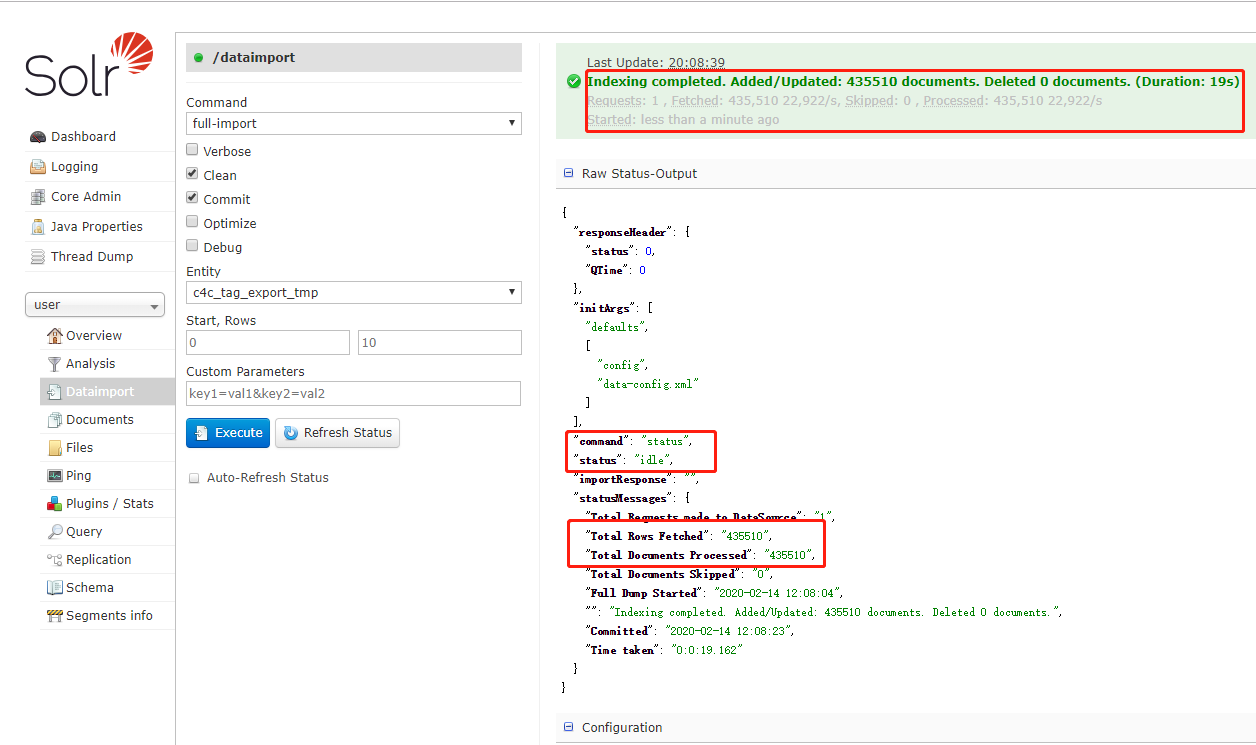 Solr
Dashboard
Logging
Core Admin
Java Properties
Thread Dump
user
Overview
Analysis
Dataimport
Documents
Files
Ping
Plugins / Stats
Query
Replication
Schema
Segments info
/dataimport
Command
full-import
Verbose
Clean
Commit
Optimize
Debug
Entity
c4c_tag_export_tmp
Start, Rows
0 10
Custom Parameters
key1=val1&key2=val2
Execute Refresh Status
Auto-Refresh Status
Last Update: 20:08:39
Indexing completed. Added/Updated: 435510 documents. Deleted 0 documents. (Duration: 19s)
Requests: 1 , Fetched: 435,510 22,922/s, Skipped: 0 , Processed: 435,510 22,922/s
Started: less than a minute ago
Raw Status-Output
{
"responseHeader": {
"status": 0,
"QTime": 0
},
"initArgs": [
"defaults",
[
"config",
"data-config.xml"
]
],
"command": "status",
"status": "idle",
"importResponse": "",
"statusMessages": {
"Total Requests made to DataSource": "1",
"Total Rows Fetched": "435510",
"Total Documents Processed": "435510",
"Total Documents Skipped": "0",
"Full Dump Started": "2020-02-14 12:08:04",
"": "Indexing completed. Added/Updated: 435510 documents. Deleted 0 documents.",
"Committed": "2020-02-14 12:08:23",
"Time taken": "0:0:19.162"
}
}
Configuration